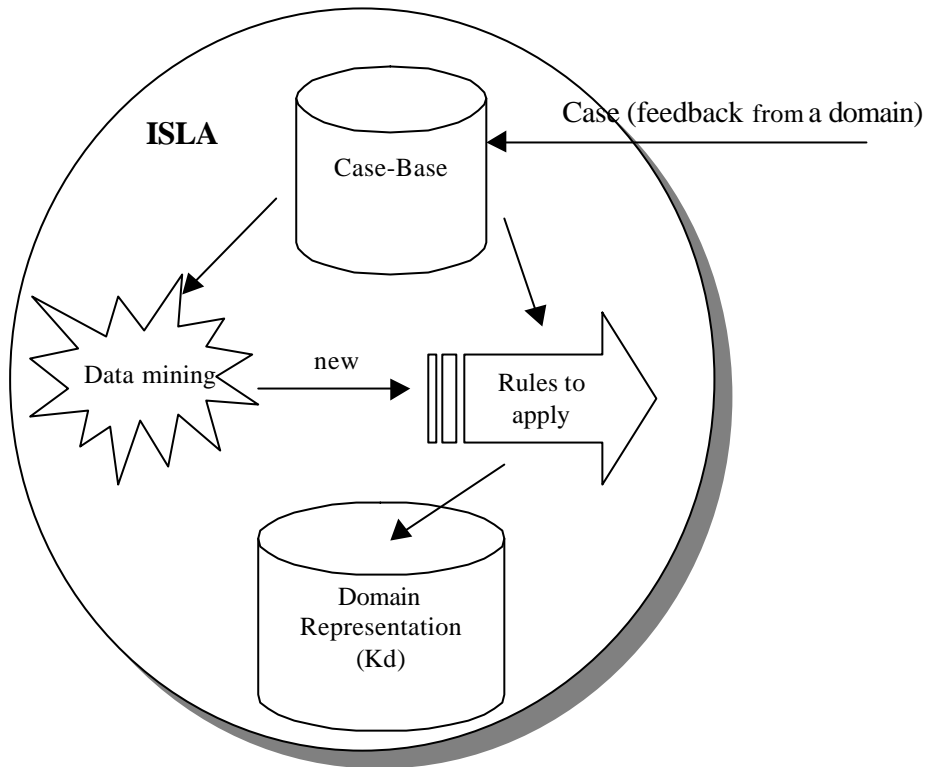 Case (feedback from a domain)
ISLA
Case-Base
new
Data mining
Rules to
apply
Domain
Representation
(Kd)